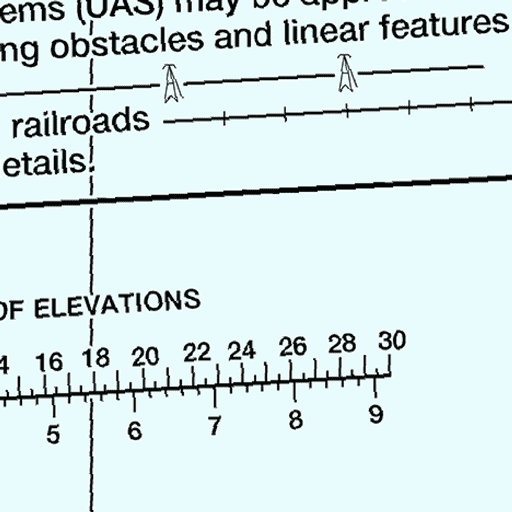 ems (UAS) may be app
ng obstacles and linear features
railroads
etails!
OF ELEVATIONS
4 16 18 20 22 24 26 28 30
5 6 7 8 9